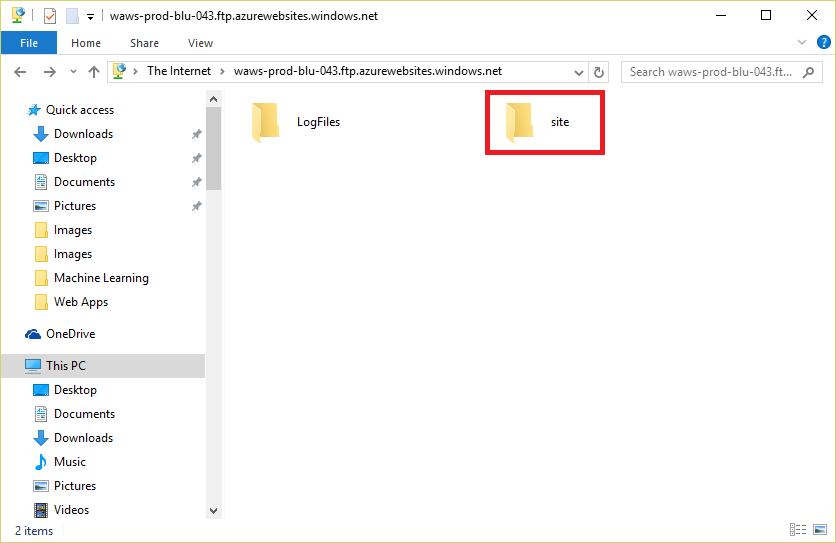 waws-prod-blu-043.ftp.azurewebsites.windows.net
File Home Share View
The Internet waws-prod-blu-043.ftp.azurewebsites.windows.net
Search waws-prod-blu-043.ft...
Quick access
Downloads
Desktop
Documents
Pictures
Images
Images
Machine Learning
Web Apps
OneDrive
This PC
Desktop
Documents
Downloads
Music
Pictures
Videos
LogFiles
site
2 items